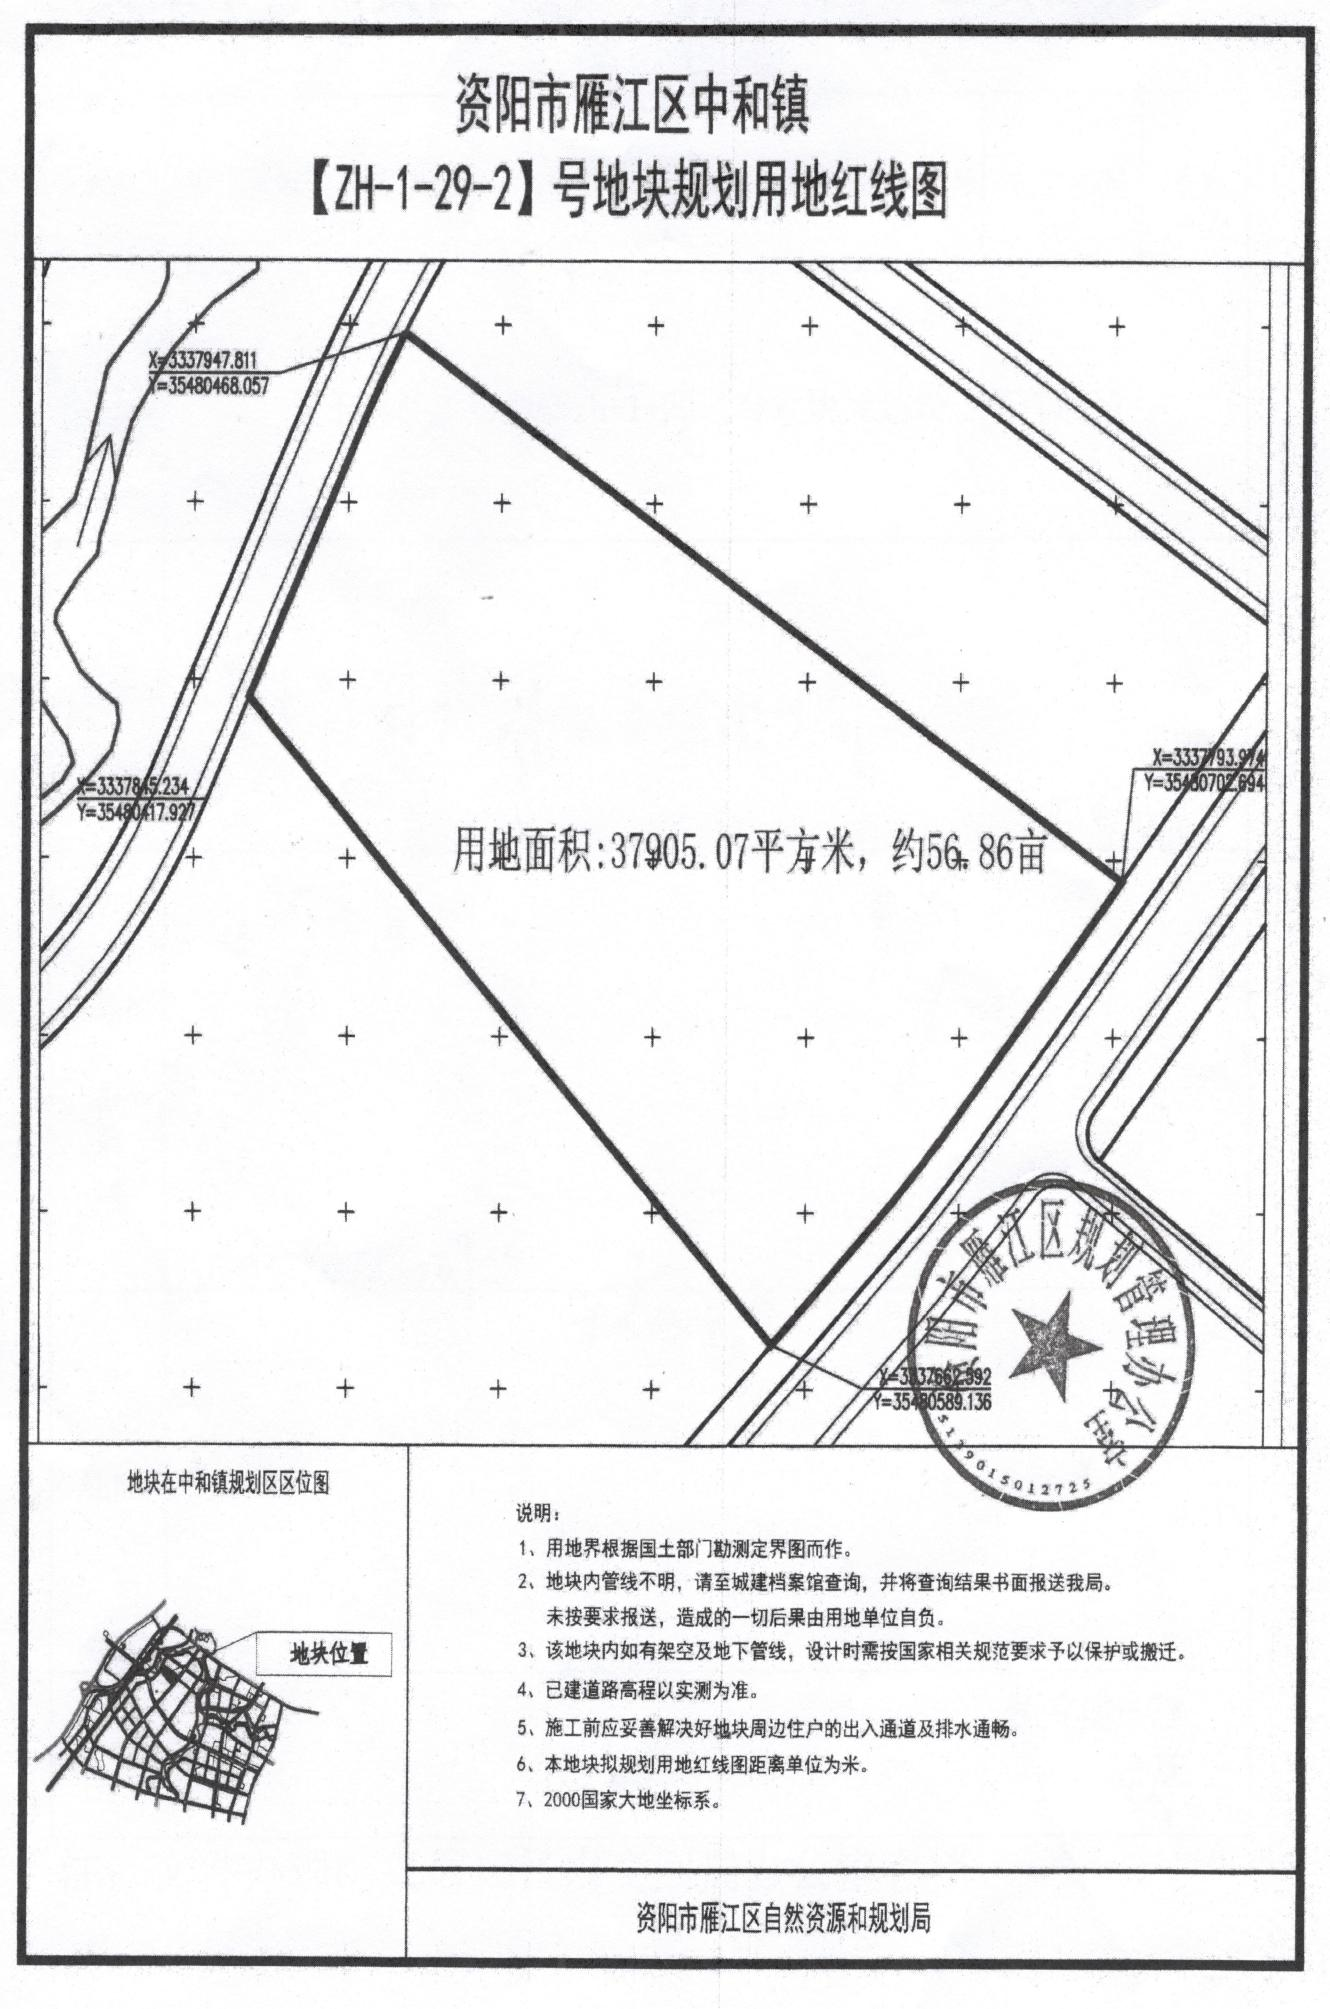 资阳市雁江区中和镇
【ZH-1-29-2】号地块规划用地红线图
X=3337947.811
Y=35480468.057
X=3337793.974
Y=35480702.694
X=3337845.234
Y=35480417.927
用地面积:37905.07平方米，约56.86亩
资阳市雁江区规划管理办公室
X=3337662.592
Y=35480589.136
5129015012725
地块在中和镇规划区区位图
地块位置
说明：
1、用地界根据国土部门勘测定界图而作。
2、地块内管线不明，请至城建档案馆查询，并将查询结果书面报送我局。
未按要求报送，造成的一切后果由用地单位自负。
3、该地块内如有架空及地下管线，设计时需按国家相关规范要求予以保护或搬迁。
4、已建道路高程以实测为准。
5、施工前应妥善解决好地块周边住户的出入通道及排水通畅。
6、本地块拟规划用地红线图距离单位为米。
7、2000国家大地坐标系。
资阳市雁江区自然资源和规划局